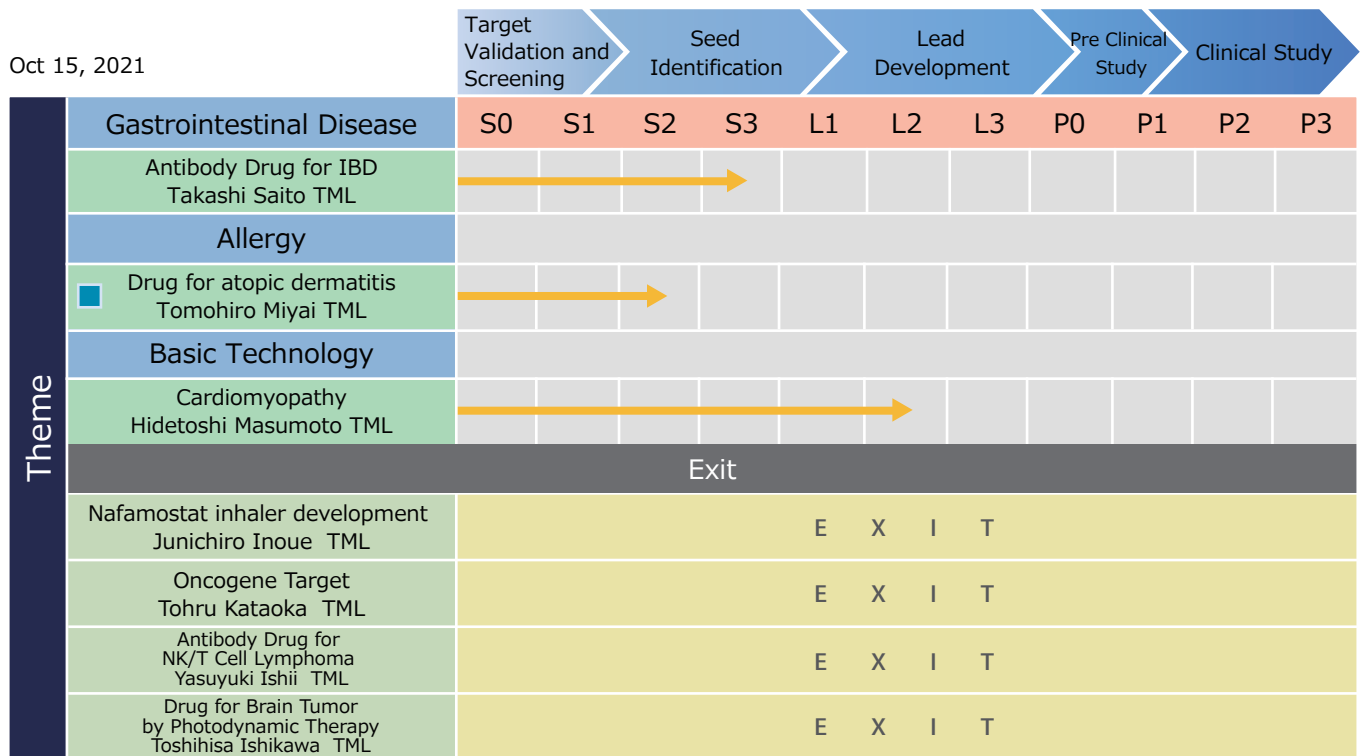 Oct 15, 2021
Target
Validation and
Screening
Seed
Identification
Lead
Development
Pre Clinical
Study
Clinical Study
Theme
Gastrointestinal Disease
S0 S1 S2 S3 L1 L2 L3 P0 P1 P2 P3
Antibody Drug for IBD
Takashi Saito TML
Allergy
Drug for atopic dermatitis
Tomohiro Miyai TML
Basic Technology
Cardiomyopathy
Hidetoshi Masumoto TML
Exit
Nafamostat inhaler development
Junichiro Inoue TML
E X I T
Oncogene Target
Tohru Kataoka TML
E X I T
Antibody Drug for
NK/T Cell Lymphoma
Yasuyuki Ishii TML
E X I T
Drug for Brain Tumor
by Photodynamic Therapy
Toshihisa Ishikawa TML
E X I T